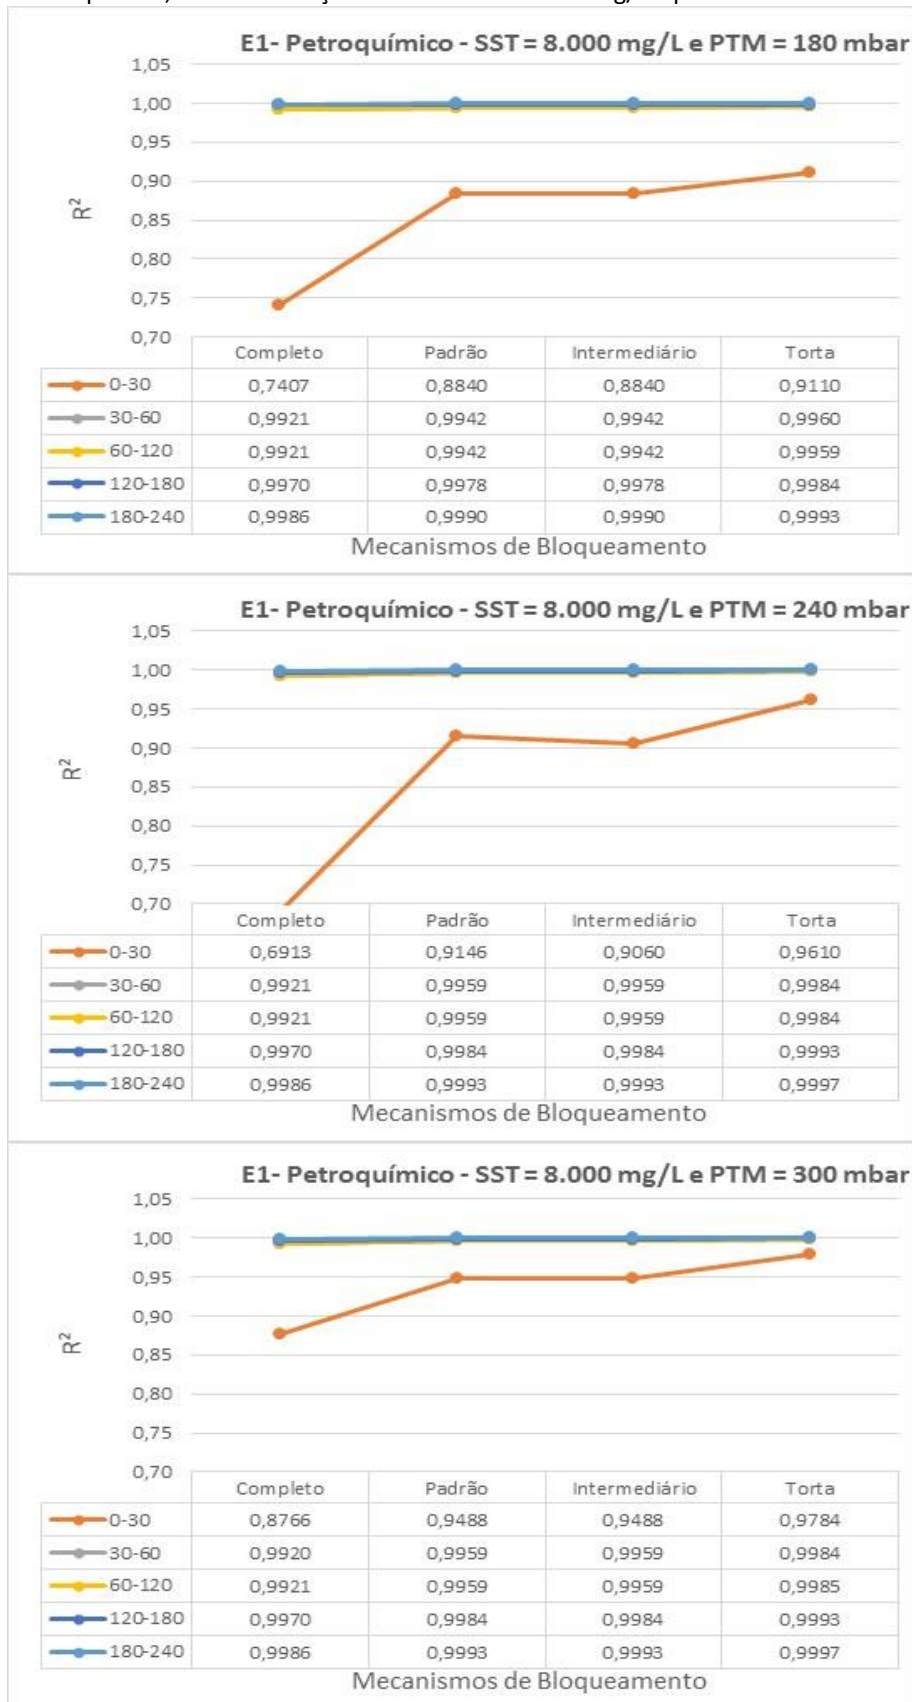 E1- Petroquímico - SST = 8.000 mg/L e PTM = 180 mbar
1,05
1,00
0,95
0,90
0,85
0,80
0,75
0,70
R²
Completo Padrão Intermediário Torta
0-30 0,7407 0,8840 0,8840 0,9110
30-60 0,9921 0,9942 0,9942 0,9960
60-120 0,9921 0,9942 0,9942 0,9959
120-180 0,9970 0,9978 0,9978 0,9984
180-240 0,9986 0,9990 0,9990 0,9993
Mecanismos de Bloqueamento
E1- Petroquímico - SST = 8.000 mg/L e PTM = 240 mbar
1,05
1,00
0,95
0,90
0,85
0,80
0,75
0,70
R²
Completo Padrão Intermediário Torta
0-30 0,6913 0,9146 0,9060 0,9610
30-60 0,9921 0,9959 0,9959 0,9984
60-120 0,9921 0,9959 0,9959 0,9984
120-180 0,9970 0,9984 0,9984 0,9993
180-240 0,9986 0,9993 0,9993 0,9997
Mecanismos de Bloqueamento
E1- Petroquímico - SST = 8.000 mg/L e PTM = 300 mbar
1,05
1,00
0,95
0,90
0,85
0,80
0,75
0,70
R²
Completo Padrão Intermediário Torta
0-30 0,8766 0,9488 0,9488 0,9784
30-60 0,9920 0,9959 0,9959 0,9984
60-120 0,9921 0,9959 0,9959 0,9985
120-180 0,9970 0,9984 0,9984 0,9993
180-240 0,9986 0,9993 0,9993 0,9997
Mecanismos de Bloqueamento